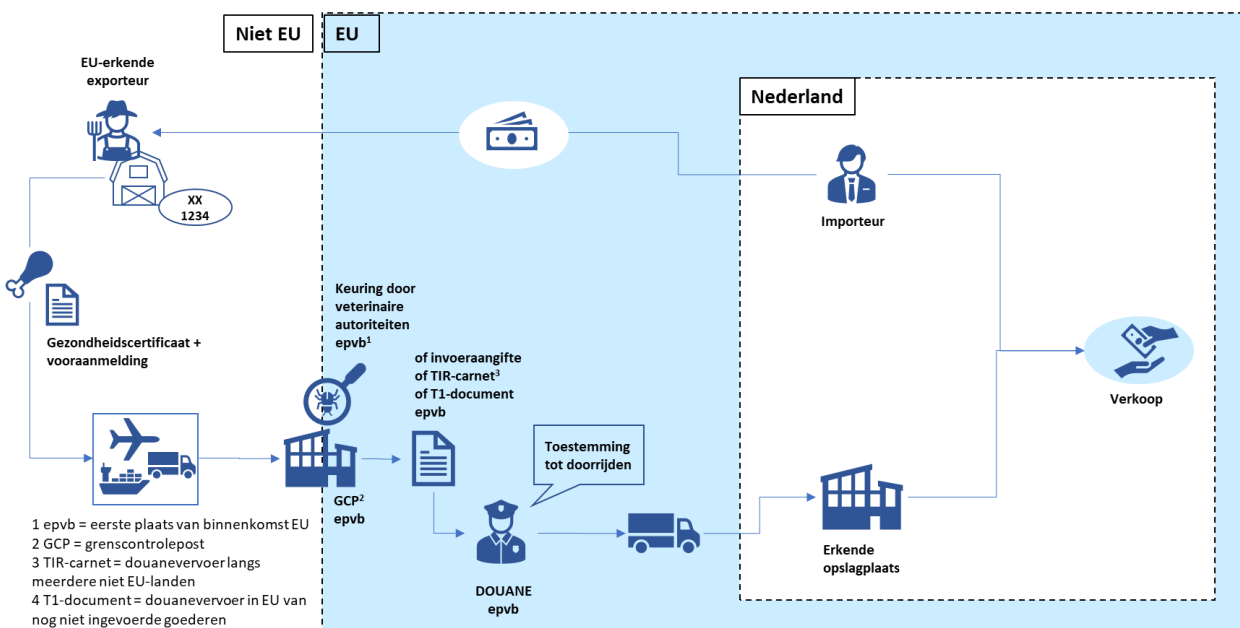 Niet EU
EU
EU-erkende
exporteur
Nederland
XX
1234
Importeur
Gezondheidscertificaat +
vooraanmelding
Keuring door
veterinaire
autoriteiten
epvb1
of invoeraangifte
of TIR-carnet3
of T1-document
epvb
Verkoop
Toestemming
tot doorrijden
GCP2
epvb
DOUANE
epvb
Erkende
opslagplaats
1 epvb = eerste plaats van binnenkomst EU
2 GCP = grenscontrolepost
3 TIR-carnet = douanevervoer langs
meerdere niet EU-landen
4 T1-document = douanevervoer in EU van
nog niet ingevoerde goederen